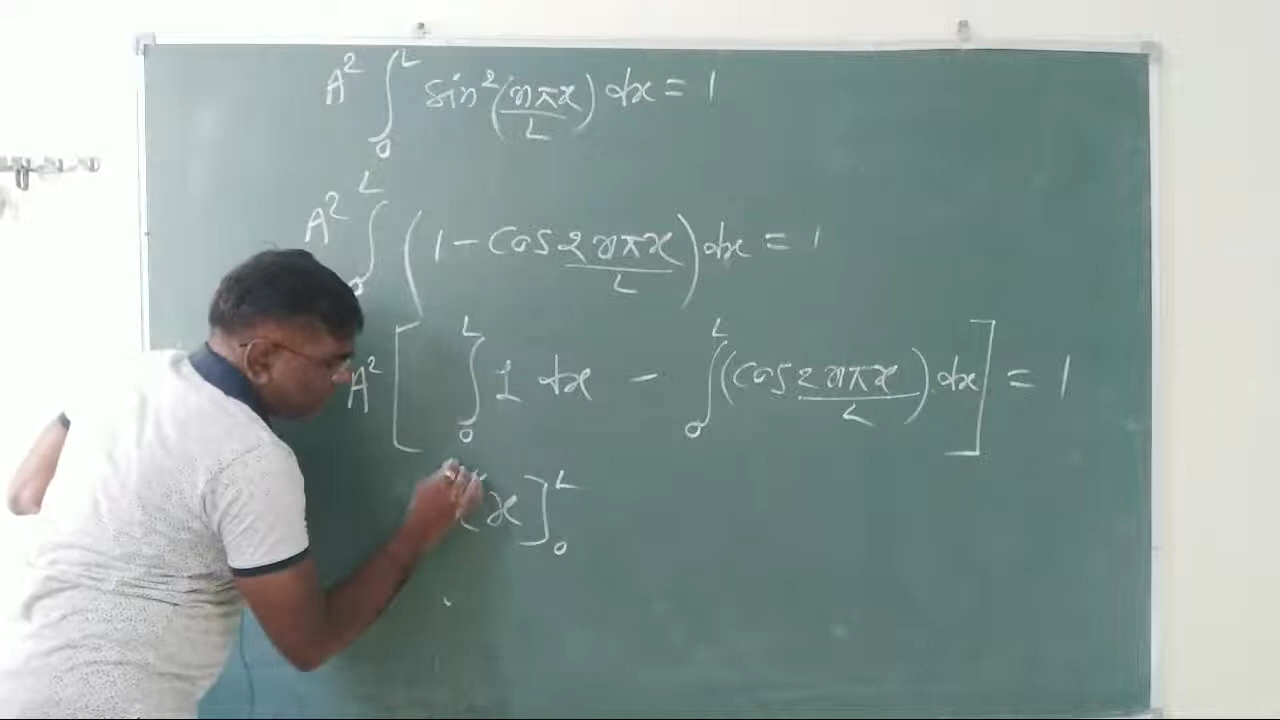 A² ∫₀ᴸ sin² (nπx/L) dx = 1
A² ∫₀ᴸ (1 - cos 2nπx/L) dx = 1
A² [ ∫₀ᴸ 1 dx - ∫₀ᴸ (cos 2nπx/L) dx ] = 1
[x]₀ᴸ